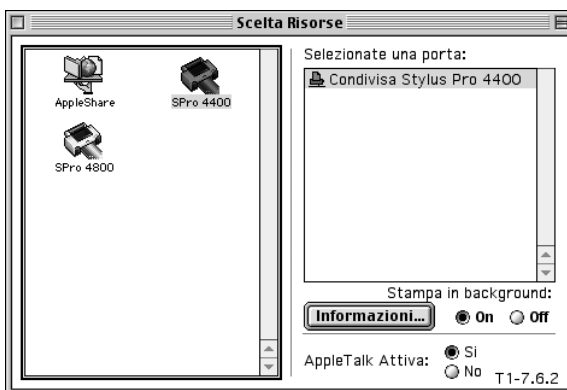 Scelta Risorse
AppleShare
SPro 4400
SPro 4800
Selezionate una porta:
Condivisa Stylus Pro 4400
Stampa in background:
Informazioni...
On
Off
AppleTalk Attiva:
Si
No
T1-7.6.2